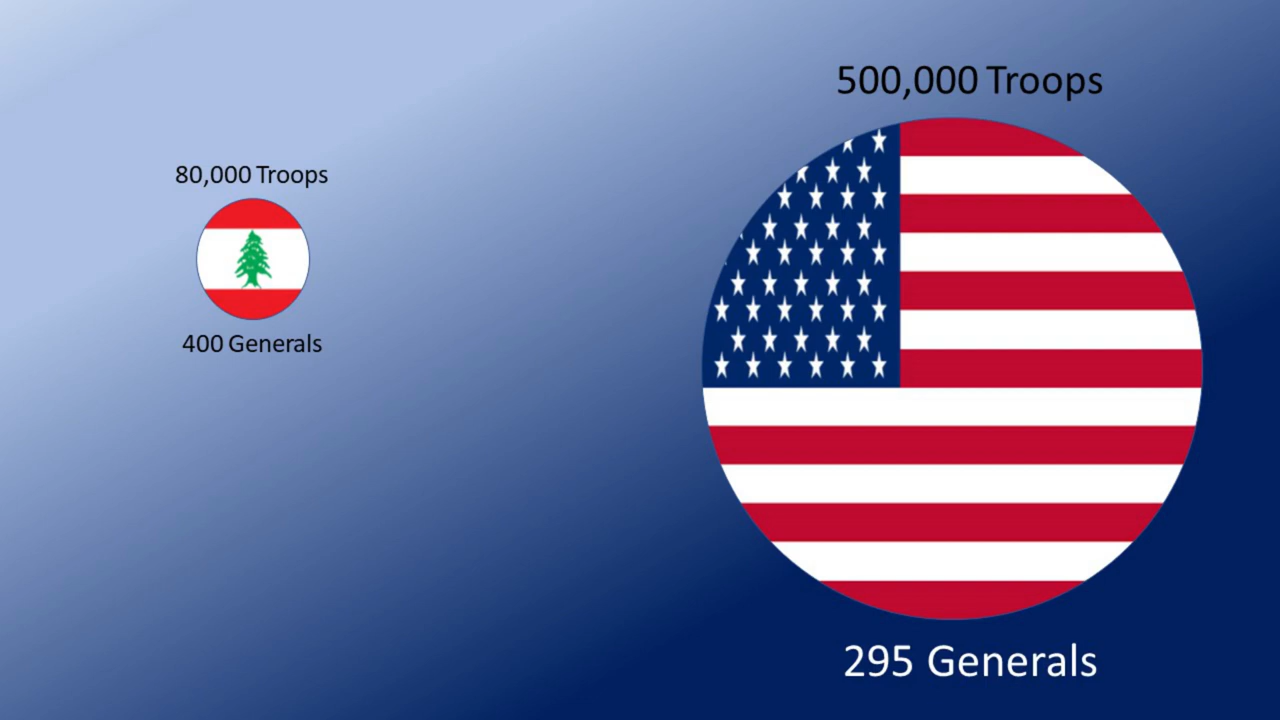 80,000 Troops
400 Generals
500,000 Troops
295 Generals